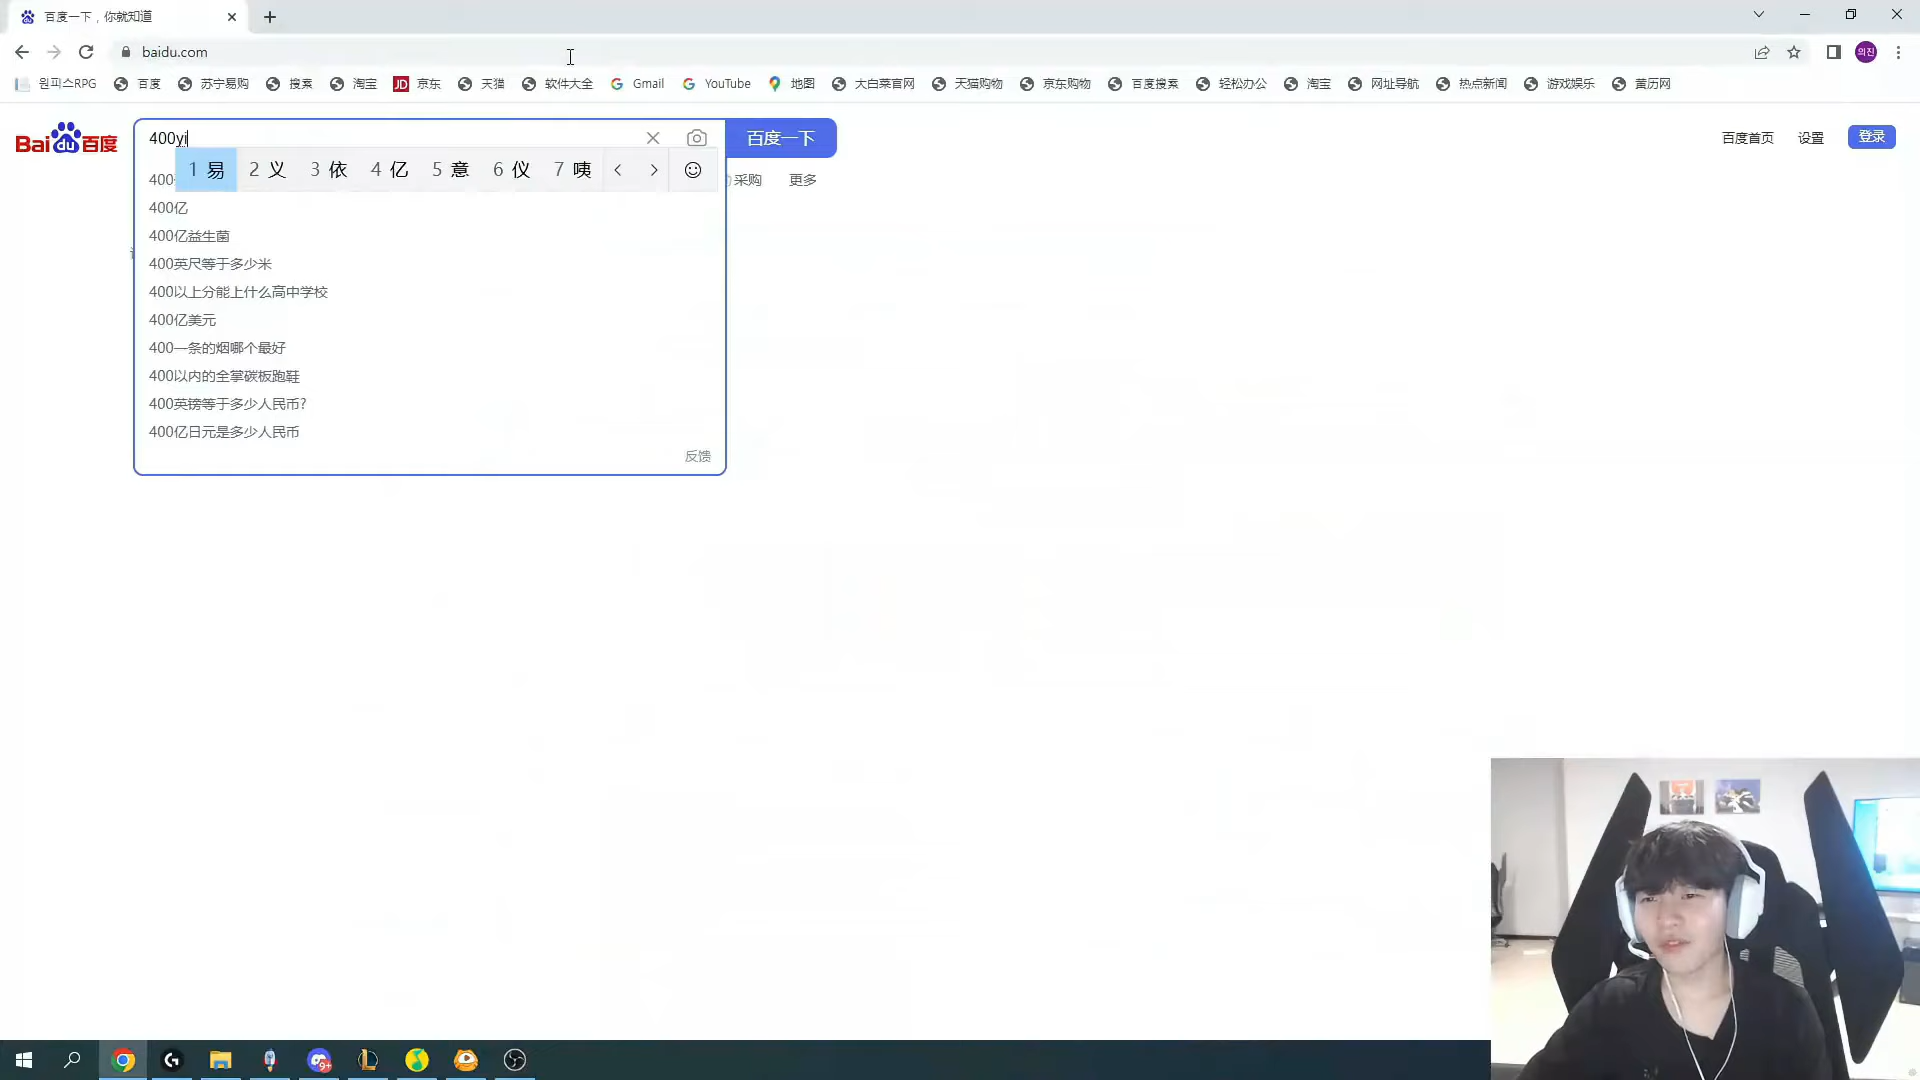 百度一下，你就知道
baidu.com
원피스RPG 百度 苏宁易购 搜索 淘宝 JD 京东 天猫 软件大全 Gmail YouTube 地图 大白菜官网 天猫购物 京东购物 百度搜索 轻松办公 淘宝 网址导航 热点新闻 游戏娱乐 黄历网
의진
Bai du 百度
400yi
百度一下
百度首页 设置 登录
1 易 2 义 3 依 4 亿 5 意 6 仪 7 咦
400
采购 更多
400亿
400亿益生菌
400英尺等于多少米
400以上分能上什么高中学校
400亿美元
400一条的烟哪个最好
400以内的全掌碳板跑鞋
400英镑等于多少人民币?
400亿日元是多少人民币
反馈
9+